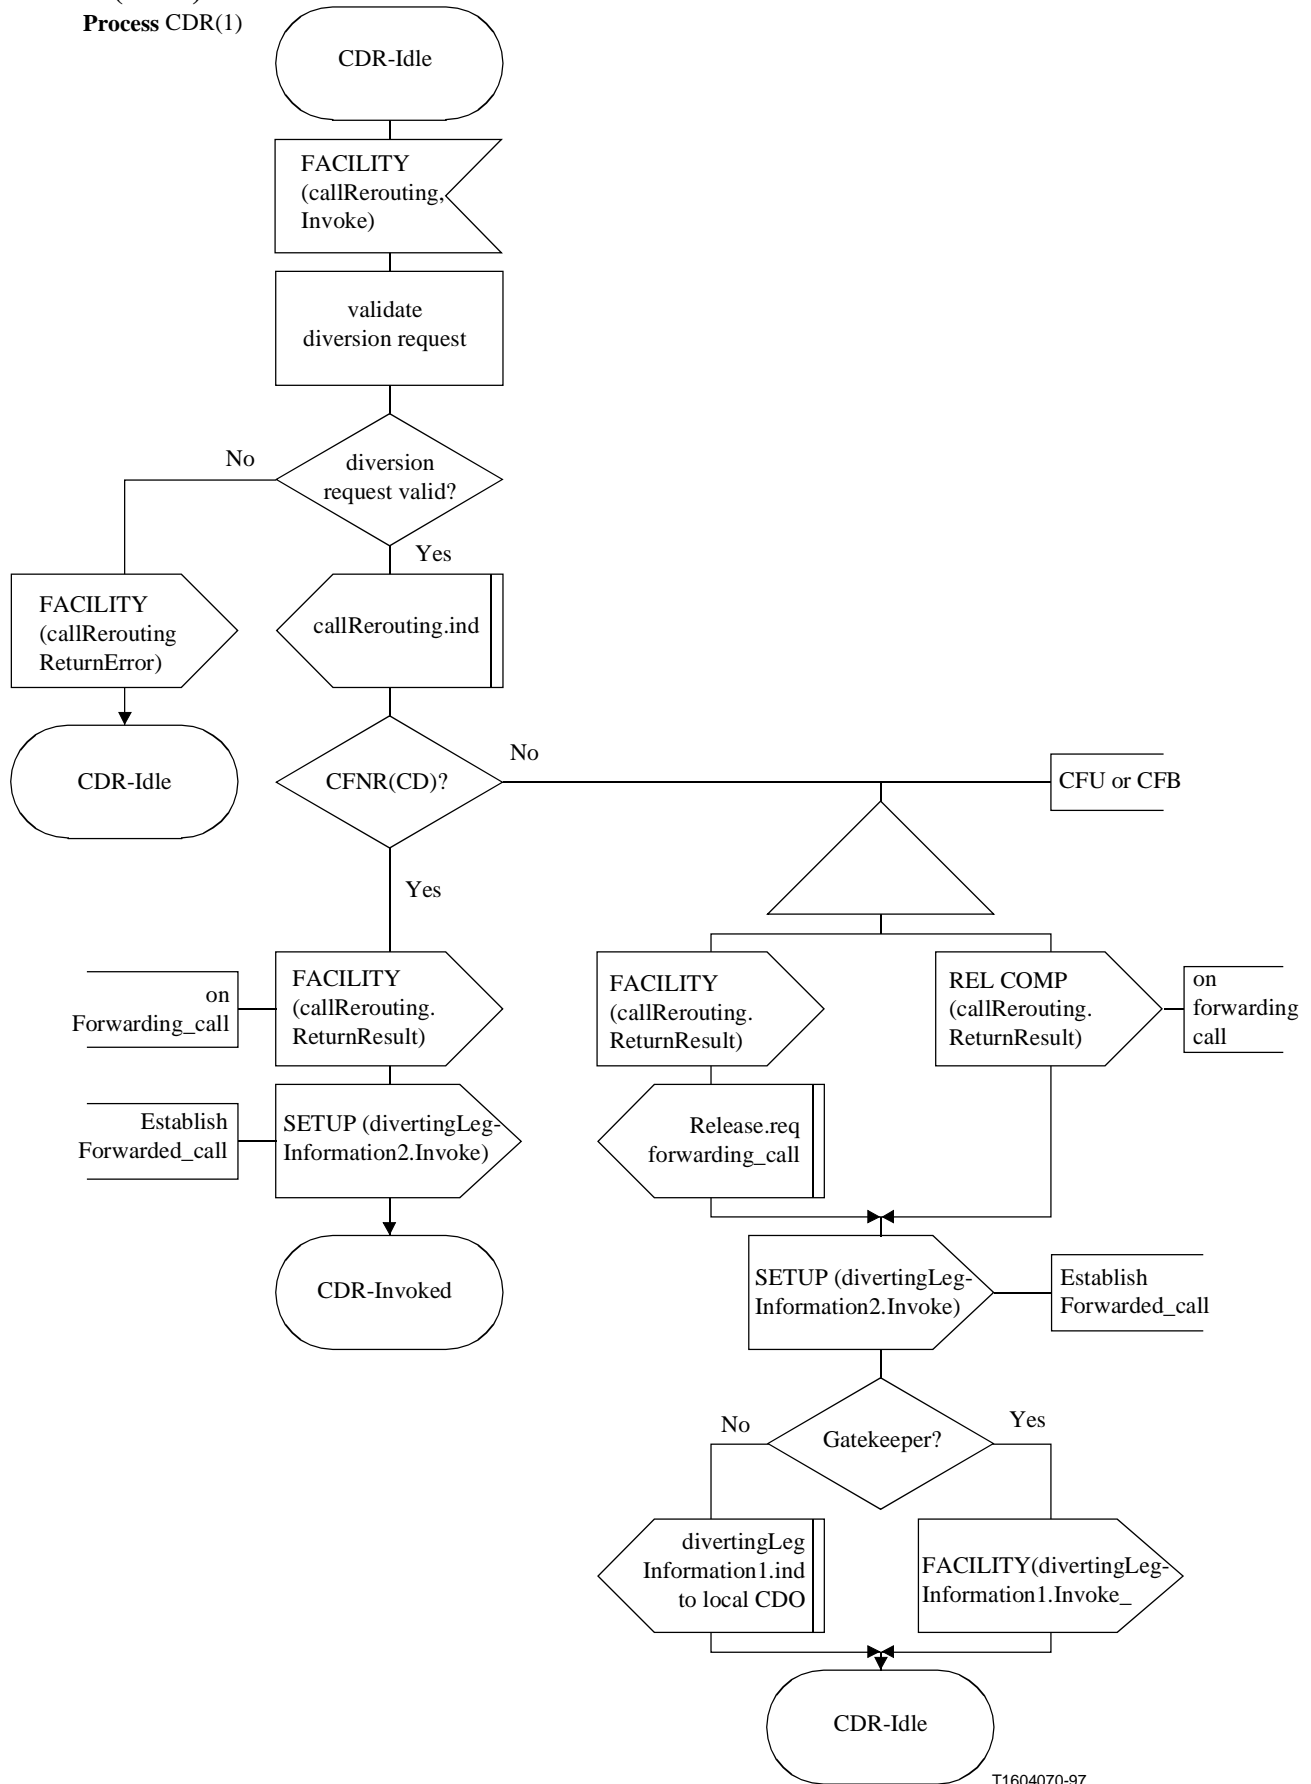 Process CDR(1)
CDR-Idle
FACILITY
(callRerouting,
Invoke)
validate
diversion request
No
diversion
request valid?
Yes
FACILITY
(callRerouting
ReturnError)
callRerouting.ind
CDR-Idle
CFNR(CD)?
No
CFU or CFB
Yes
on
Forwarding_call
FACILITY
(callRerouting.
ReturnResult)
FACILITY
(callRerouting.
ReturnResult)
REL COMP
(callRerouting.
ReturnResult)
on
forwarding
call
Establish
Forwarded_call
SETUP (divertingLeg-
Information2.Invoke)
Release.req
forwarding_call
CDR-Invoked
SETUP (divertingLeg-
Information2.Invoke)
Establish
Forwarded_call
No
Gatekeeper?
Yes
divertingLeg
Information1.ind
to local CDO
FACILITY(divertingLeg-
Information1.Invoke_
CDR-Idle
T1604070-97